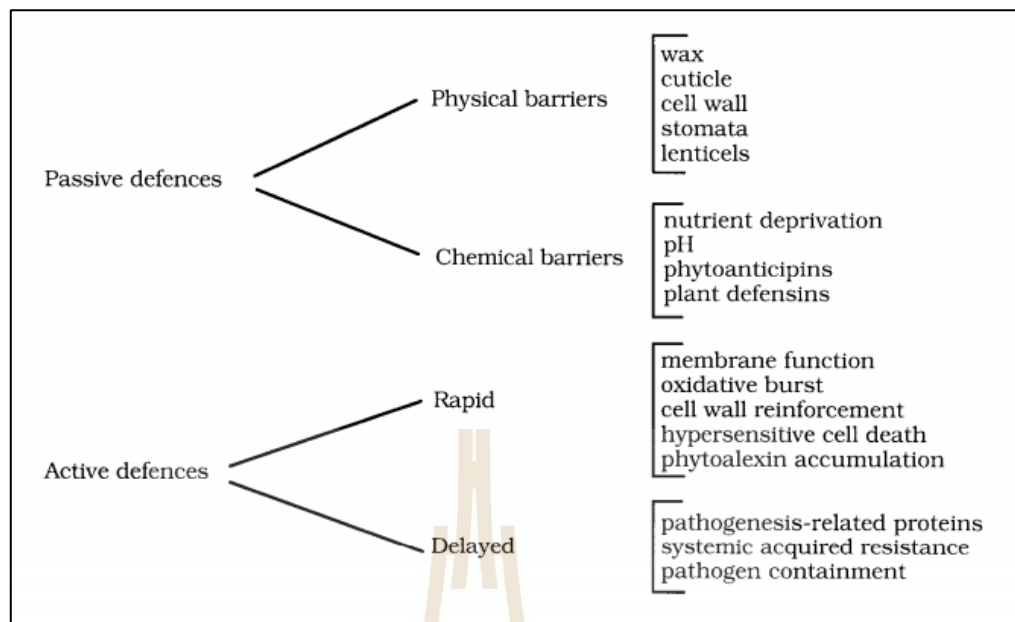 Passive defences
Physical barriers
wax
cuticle
cell wall
stomata
lenticels
Chemical barriers
nutrient deprivation
pH
phytoanticipins
plant defensins
Active defences
Rapid
membrane function
oxidative burst
cell wall reinforcement
hypersensitive cell death
phytoalexin accumulation
Delayed
pathogenesis-related proteins
systemic acquired resistance
pathogen containment